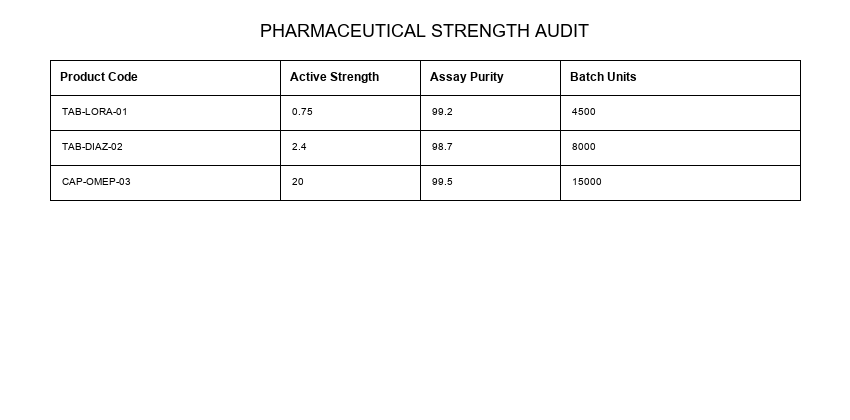 PHARMACEUTICAL STRENGTH AUDIT
Product Code Active Strength Assay Purity Batch Units
TAB-LORA-01 0.75 99.2 4500
TAB-DIAZ-02 2.4 98.7 8000
CAP-OMEP-03 20 99.5 15000